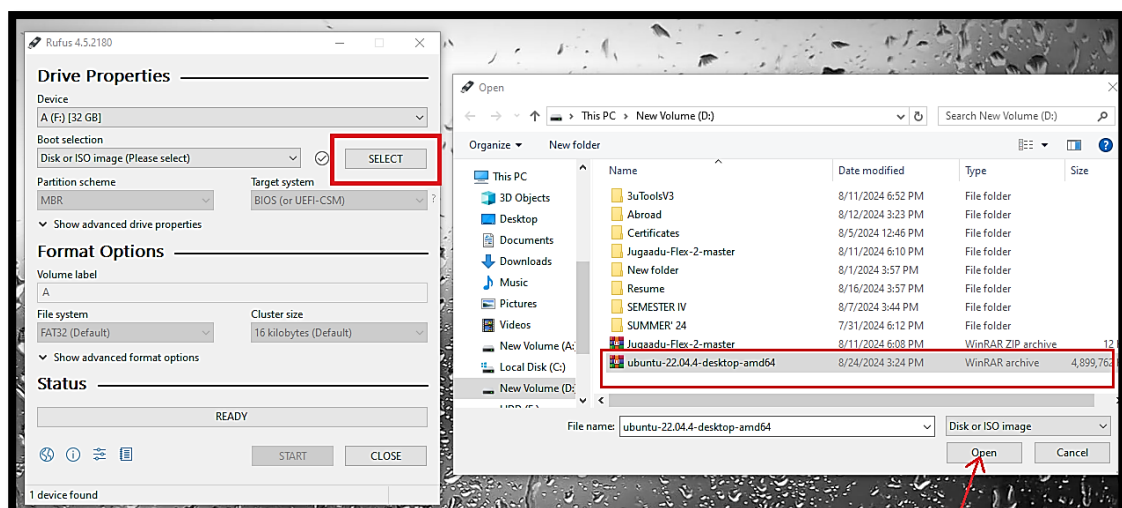 Rufus 4.5.2180
Drive Properties
Device
A (F:) [32 GB]
Boot selection
Disk or ISO image (Please select)
SELECT
Partition scheme
Target system
MBR
BIOS (or UEFI-CSM)
?
Show advanced drive properties
Format Options
Volume label
A
File system
Cluster size
FAT32 (Default)
16 kilobytes (Default)
Show advanced format options
Status
READY
START
CLOSE
1 device found
Open
This PC > New Volume (D:)
Search New Volume (D:)
Organize
New folder
?
This PC
3D Objects
Desktop
Documents
Downloads
Music
Pictures
Videos
New Volume (A:
Local Disk (C:)
New Volume (D:
Name Date modified Type Size
3uToolsV3 8/11/2024 6:52 PM File folder
Abroad 8/12/2024 3:23 PM File folder
Certificates 8/5/2024 12:46 PM File folder
Jugaadu-Flex-2-master 8/11/2024 6:10 PM File folder
New folder 8/1/2024 3:57 PM File folder
Resume 8/16/2024 3:57 PM File folder
SEMESTER IV 8/7/2024 3:44 PM File folder
SUMMER' 24 7/31/2024 6:12 PM File folder
Jugaadu-Flex-2-master 8/11/2024 6:08 PM WinRAR ZIP archive 12
ubuntu-22.04.4-desktop-amd64 8/24/2024 3:24 PM WinRAR archive 4,899,762
File name: ubuntu-22.04.4-desktop-amd64
Disk or ISO image
Open
Cancel